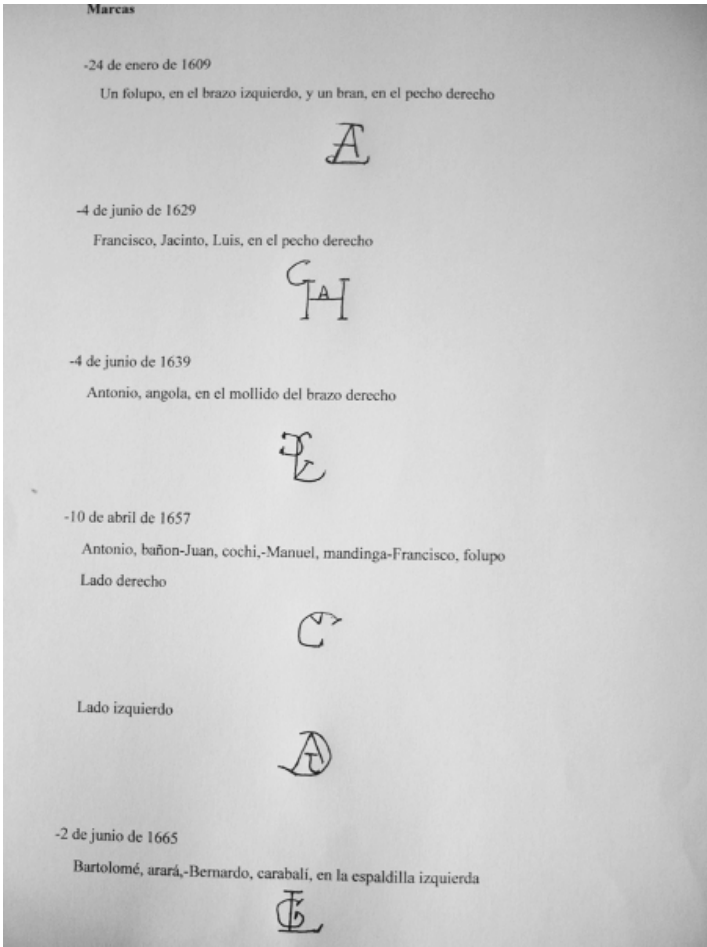 Marcas
-24 de enero de 1609
Un folupo, en el brazo izquierdo, y un bran, en el pecho derecho
-4 de junio de 1629
Francisco, Jacinto, Luis, en el pecho derecho
-4 de junio de 1639
Antonio, angola, en el mollido del brazo derecho
-10 de abril de 1657
Antonio, bañon-Juan, cochi,-Manuel, mandinga-Francisco, folupo
Lado derecho
Lado izquierdo
-2 de junio de 1665
Bartolomé, arará,-Bernardo, carabalí, en la espaldilla izquierda